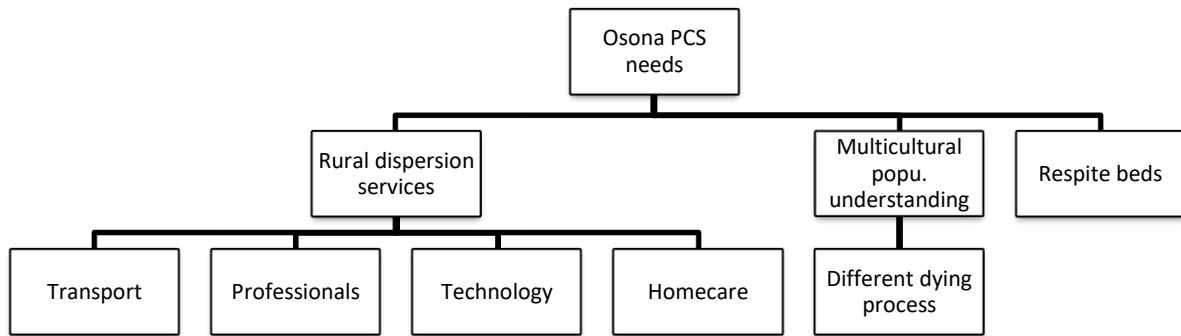 Osona PCS
needs
Rural dispersion
services
Multicultural
popu.
understanding
Respite beds
Transport
Professionals
Technology
Homecare
Different dying
process